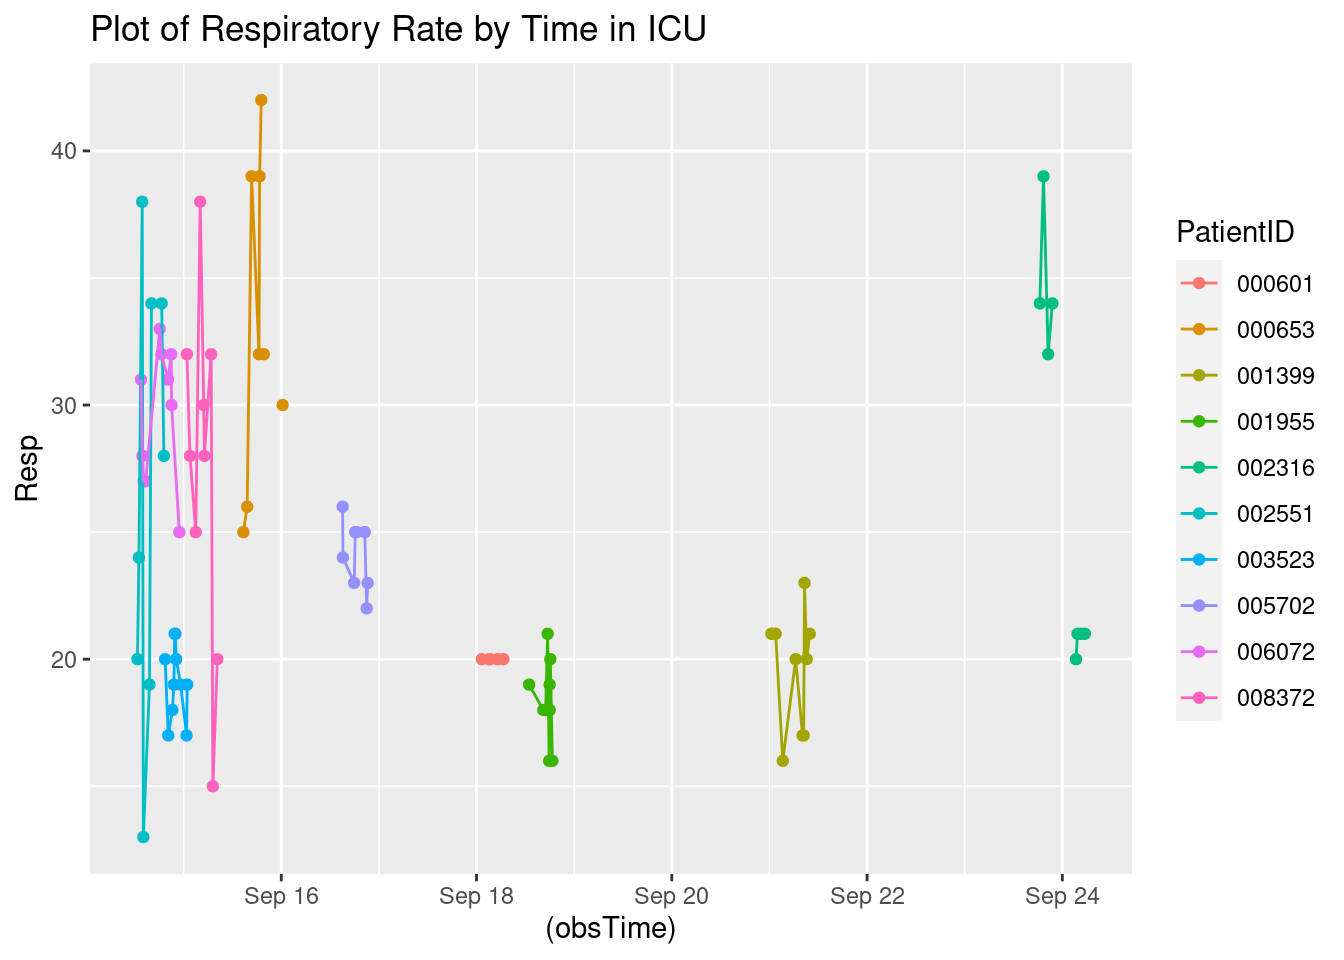 Plot of Respiratory Rate by Time in ICU
40
30
20
Resp
Sep 16
Sep 18
Sep 20
Sep 22
Sep 24
(obsTime)
PatientID
000601
000653
001399
001955
002316
002551
003523
005702
006072
008372